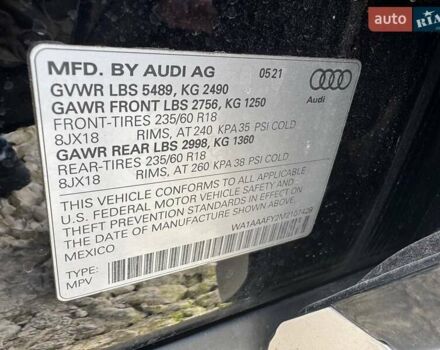 auto RIA
MFD. BY AUDI AG 0521
GVWR LBS 5489, KG 2490
GAWR FRONT LBS 2756, KG 1250
FRONT-TIRES 235/60 R18
8JX18 RIMS, AT 240 KPA 35 PSI COLD
GAWR REAR LBS 2998, KG 1360
REAR-TIRES 235/60 R18
8JX18 RIMS, AT 260 KPA 38 PSI COLD
Audi
THIS VEHICLE CONFORMS TO ALL APPLICABLE
U.S. FEDERAL MOTOR VEHICLE SAFETY AND
THEFT PREVENTION STANDARDS IN EFFECT ON
THE DATE OF MANUFACTURE SHOWN ABOVE
MEXICO
WA1AAAFY2M2107429
TYPE:
MPV